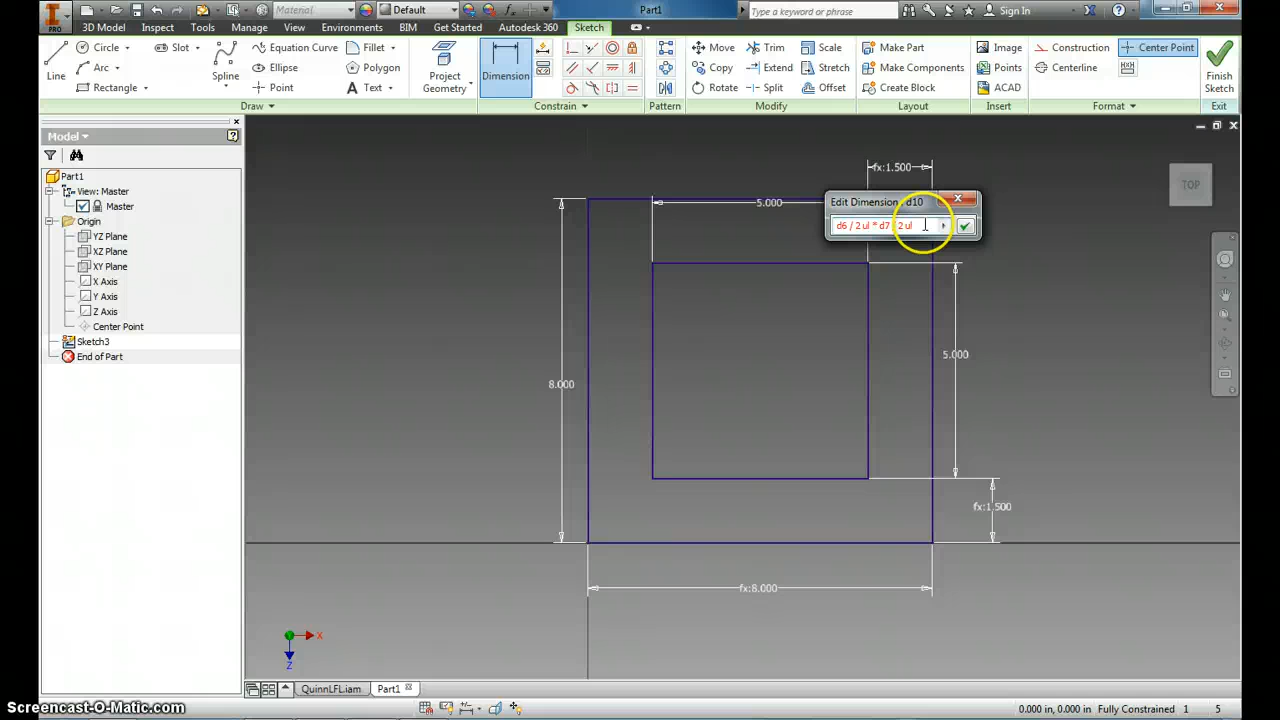 Material
Default
Part1
Type a keyword or phrase
Sign In
PRO
3D Model
Inspect
Tools
Manage
View
Environments
BIM
Get Started
Autodesk 360
Sketch
Line
Circle
Arc
Rectangle
Slot
Spline
Equation Curve
Ellipse
Point
Fillet
Polygon
Text
Project
Geometry
Dimension
Move
Copy
Rotate
Trim
Extend
Split
Scale
Stretch
Offset
Make Part
Make Components
Create Block
Image
Points
ACAD
Construction
Centerline
Center Point
Finish
Sketch
Draw
Constrain
Pattern
Modify
Layout
Insert
Format
Exit
Model
Part1
View: Master
Master
Origin
YZ Plane
XZ Plane
XY Plane
X Axis
Y Axis
Z Axis
Center Point
Sketch3
End of Part
fx:1.500
TOP
5.000
Edit Dimension : d10
d6 / 2 ul * d7 / 2 ul
8.000
5.000
fx:1.500
fx:8.000
X
Z
QuinnLFL.iam
Part1
Screencast-O-Matic.com
0.000 in, 0.000 in
Fully Constrained
1
5